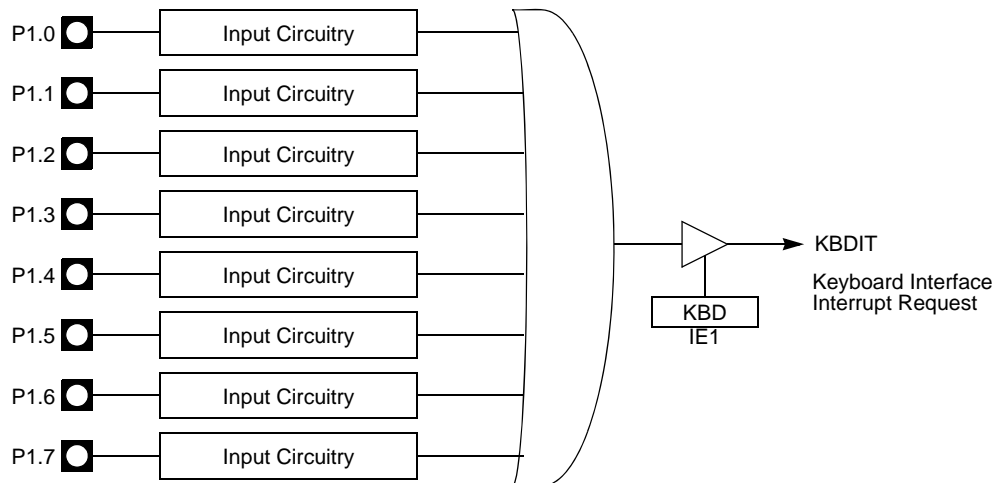 P1.0 Input Circuitry
P1.1 Input Circuitry
P1.2 Input Circuitry
P1.3 Input Circuitry
P1.4 Input Circuitry
P1.5 Input Circuitry
P1.6 Input Circuitry
P1.7 Input Circuitry
KBDIT
Keyboard Interface
Interrupt Request
KBD
IE1